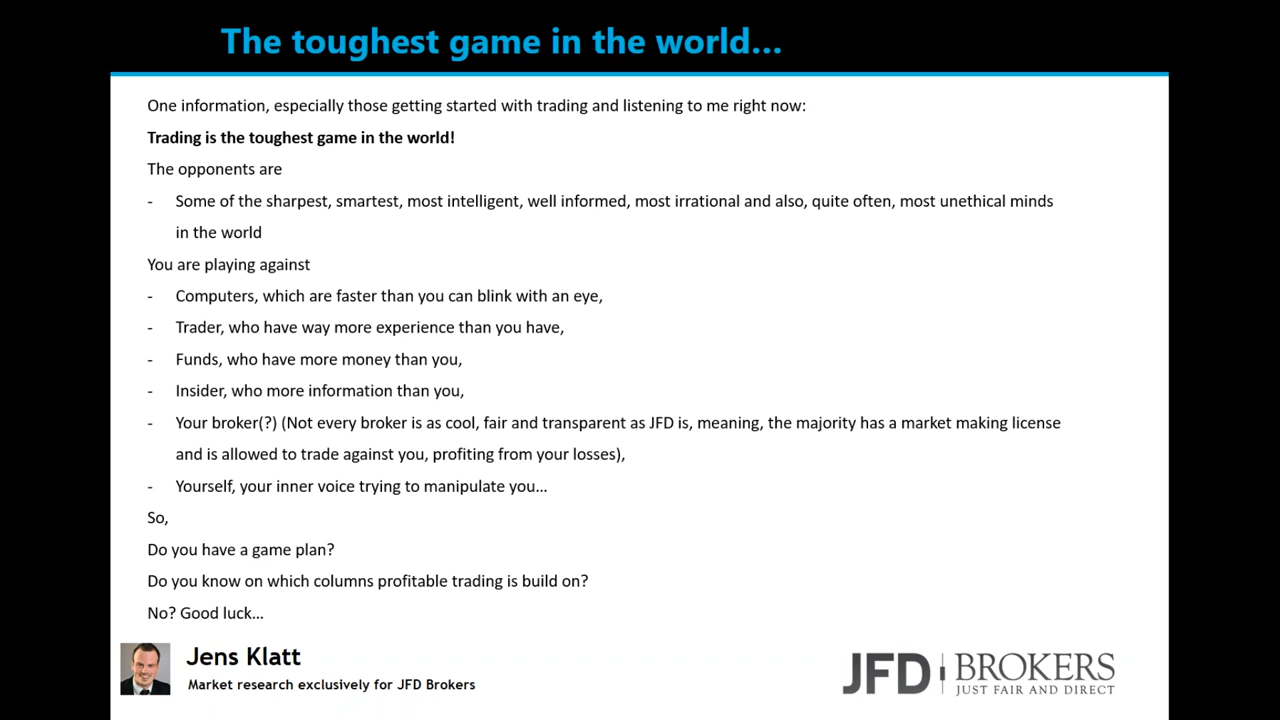 The toughest game in the world...
One information, especially those getting started with trading and listening to me right now:
Trading is the toughest game in the world!
The opponents are
- Some of the sharpest, smartest, most intelligent, well informed, most irrational and also, quite often, most unethical minds
in the world
You are playing against
- Computers, which are faster than you can blink with an eye,
- Trader, who have way more experience than you have,
- Funds, who have more money than you,
- Insider, who more information than you,
- Your broker(?) (Not every broker is as cool, fair and transparent as JFD is, meaning, the majority has a market making license
and is allowed to trade against you, profiting from your losses),
- Yourself, your inner voice trying to manipulate you...
So,
Do you have a game plan?
Do you know on which columns profitable trading is build on?
No? Good luck...
Jens Klatt
Market research exclusively for JFD Brokers
JFD BROKERS
JUST FAIR AND DIRECT